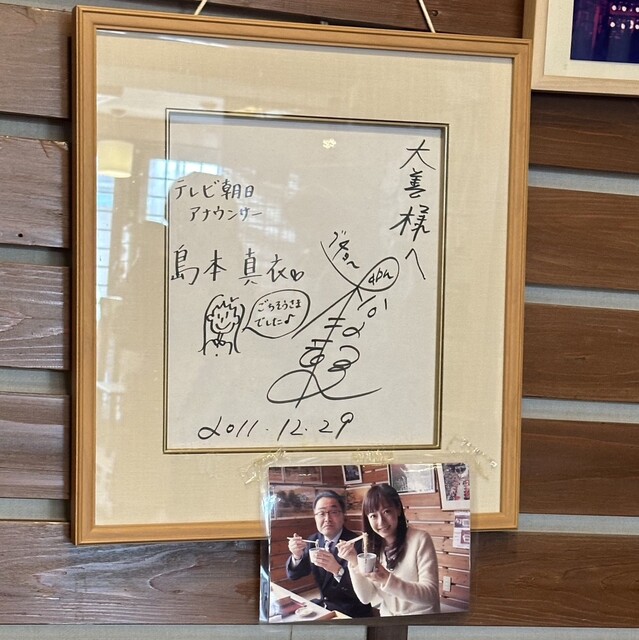 大善様へ
テレビ朝日
アナウンサー
島本真衣
ごちそうさま
でした♪
2011.12.29